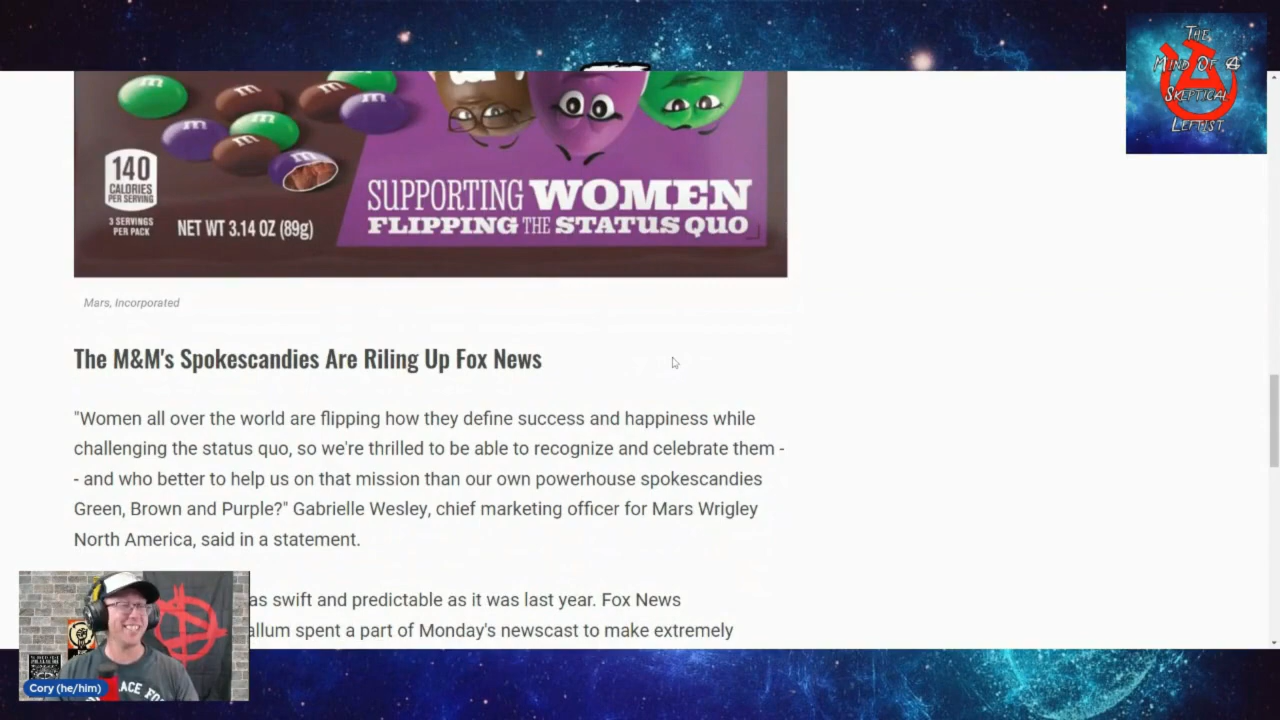 THE
MIND OF A
SKEPTICAL
LEFTIST
m
m
m
m
m
m
m
140
CALORIES
PER SERVING
3 SERVINGS
PER PACK
NET WT 3.14 OZ (89g)
SUPPORTING WOMEN
FLIPPING THE STATUS QUO
Mars, Incorporated
The M&M's Spokescandies Are Riling Up Fox News
"Women all over the world are flipping how they define success and happiness while
challenging the status quo, so we're thrilled to be able to recognize and celebrate them -
- and who better to help us on that mission than our own powerhouse spokescandies
Green, Brown and Purple?" Gabrielle Wesley, chief marketing officer for Mars Wrigley
North America, said in a statement.
as swift and predictable as it was last year. Fox News
allum spent a part of Monday's newscast to make extremely
Cory (he/him)